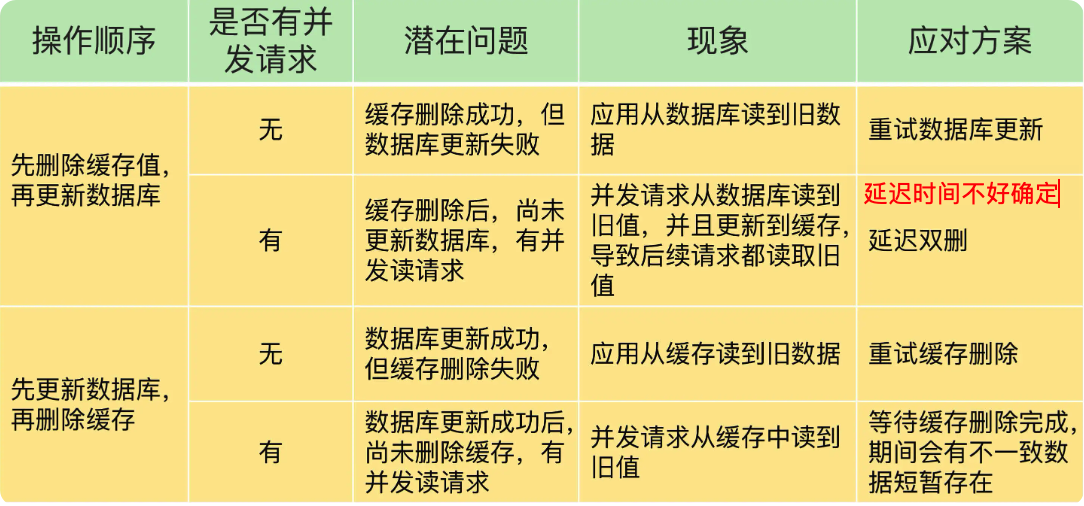 操作顺序
是否有并
发请求
潜在问题
现象
应对方案
先删除缓存值，
再更新数据库
无
缓存删除成功，但
数据库更新失败
应用从数据库读到旧数
据
重试数据库更新
有
缓存删除后，尚未
更新数据库，有并
发读请求
并发请求从数据库读到
旧值，并且更新到缓存，
导致后续请求都读取旧
值
延迟时间不好确定
延迟双删
先更新数据库，
再删除缓存
无
数据库更新成功，
但缓存删除失败
应用从缓存读到旧数据
重试缓存删除
有
数据库更新成功后，
尚未删除缓存，有
并发读请求
并发请求从缓存中读到
旧值
等待缓存删除完成，
期间会有不一致数
据短暂存在